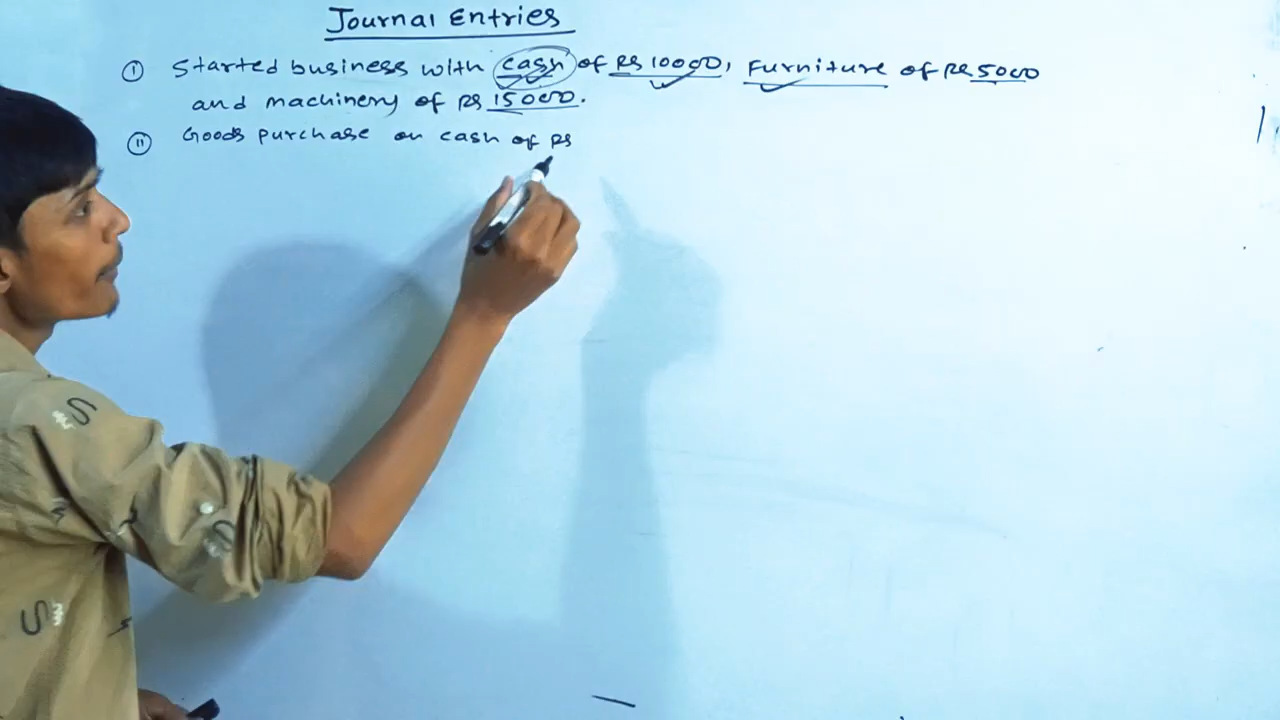 Journal Entries
① Started business with cash of Rs 10000, Furniture of Rs 5000
and machinery of Rs 15000.
⑪ Goods purchase on cash of Rs